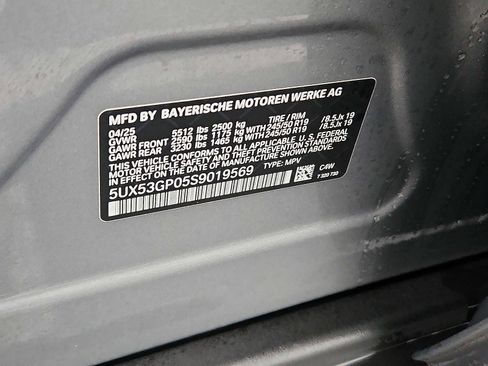 MFD BY BAYERISCHE MOTOREN WERKE AG
04/25 5512 lbs 2500 kg TIRE / RIM
GVWR
GAWR FRONT 2590 lbs 1175 kg WITH 245/50 R19 / 8.5Jx 19
GAWR REAR 3230 lbs 1465 kg WITH 245/50 R19 / 8.5Jx 19
THIS VEHICLE CONFORMS TO ALL APPLICABLE U. S. FEDERAL
MOTOR VEHICLE SAFETY AND THEFT PREVENTION STANDARDS
IN EFFECT ON THE DATE OF MANUFACTURE SHOWN ABOVE.
5UX53GP05S9019569 TYPE: MPV
C4W
7 320 730